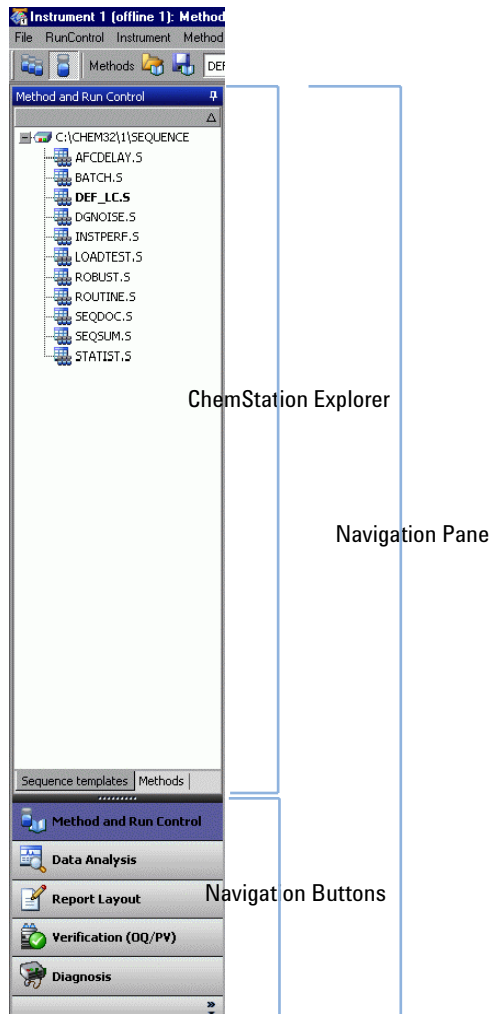 Instrument 1 (offline 1): Method
File RunControl Instrument Method
Methods DEF
Method and Run Control
C:\CHEM32\1\SEQUENCE
AFCDELAY.S
BATCH.S
DEF_LC.S
DGNOISE.S
INSTPERF.S
LOADTEST.S
ROBUST.S
ROUTINE.S
SEQDOC.S
SEQSUM.S
STATIST.S
ChemStation Explorer
Navigation Pane
Sequence templates Methods
Method and Run Control
Data Analysis
Report Layout
Navigation Buttons
Verification (OQ/PV)
Diagnosis